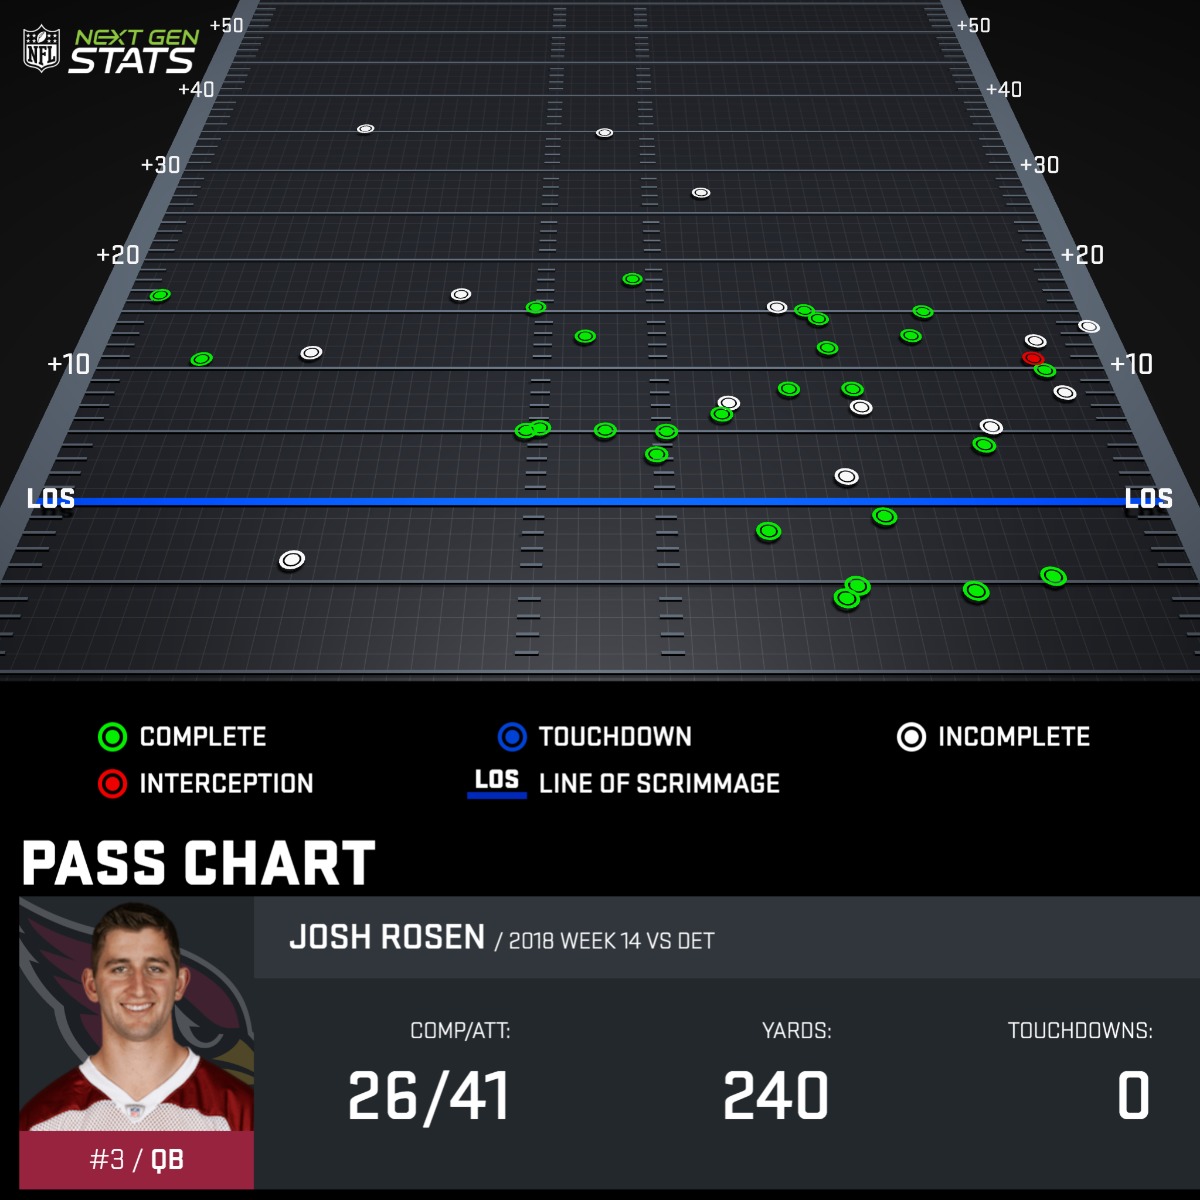 NFL NEXT GEN STATS
+50 +50
+40 +40
+30 +30
+20 +20
+10 +10
LOS LOS
COMPLETE TOUCHDOWN INCOMPLETE
INTERCEPTION LOS LINE OF SCRIMMAGE
PASS CHART
JOSH ROSEN / 2018 WEEK 14 VS DET
COMP/ATT: YARDS: TOUCHDOWNS:
26/41 240 0
#3 / QB